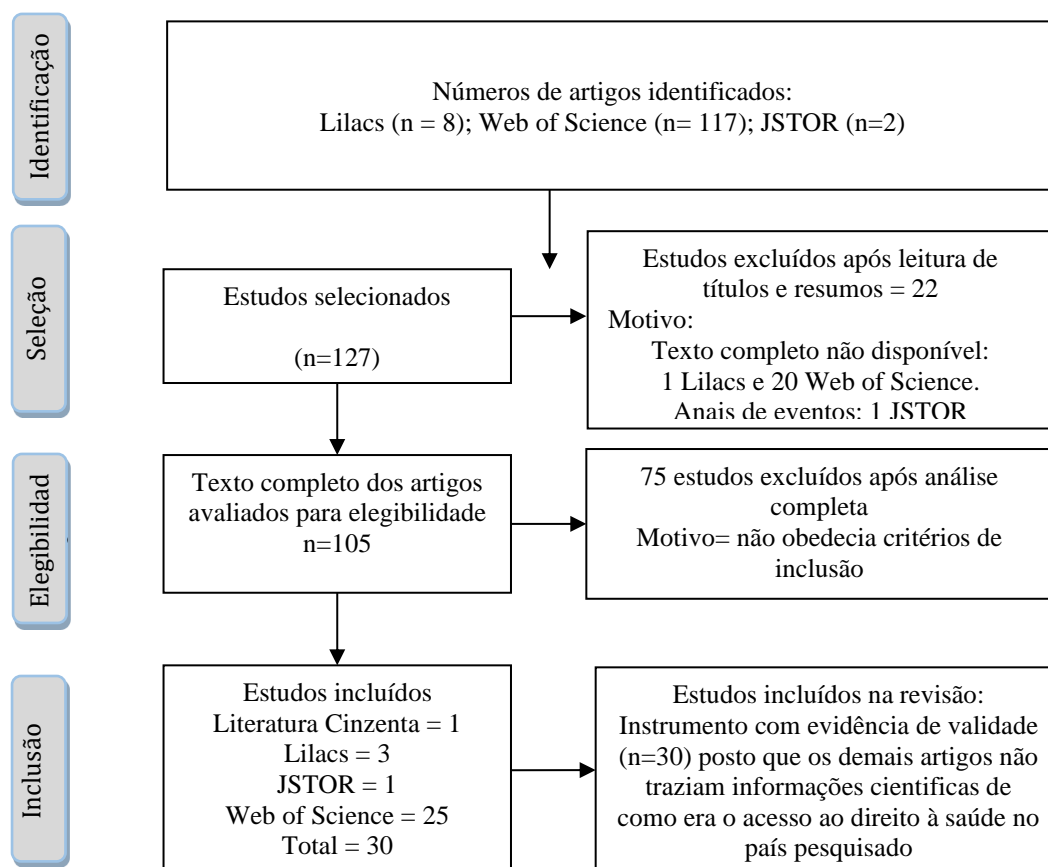 Identificação
Números de artigos identificados:
Lilacs (n = 8); Web of Science (n= 117); JSTOR (n=2)
Seleção
Estudos selecionados
(n=127)
Estudos excluídos após leitura de
títulos e resumos = 22
Motivo:
Texto completo não disponível:
1 Lilacs e 20 Web of Science.
Anais de eventos: 1 JSTOR
Elegibilidad
Texto completo dos artigos
avaliados para elegibilidade
n=105
75 estudos excluídos após análise
completa
Motivo= não obedecia critérios de
inclusão
Inclusão
Estudos incluídos
Literatura Cinzenta = 1
Lilacs = 3
JSTOR = 1
Web of Science = 25
Total = 30
Estudos incluídos na revisão:
Instrumento com evidência de validade
(n=30) posto que os demais artigos não
traziam informações cientificas de
como era o acesso ao direito à saúde no
país pesquisado